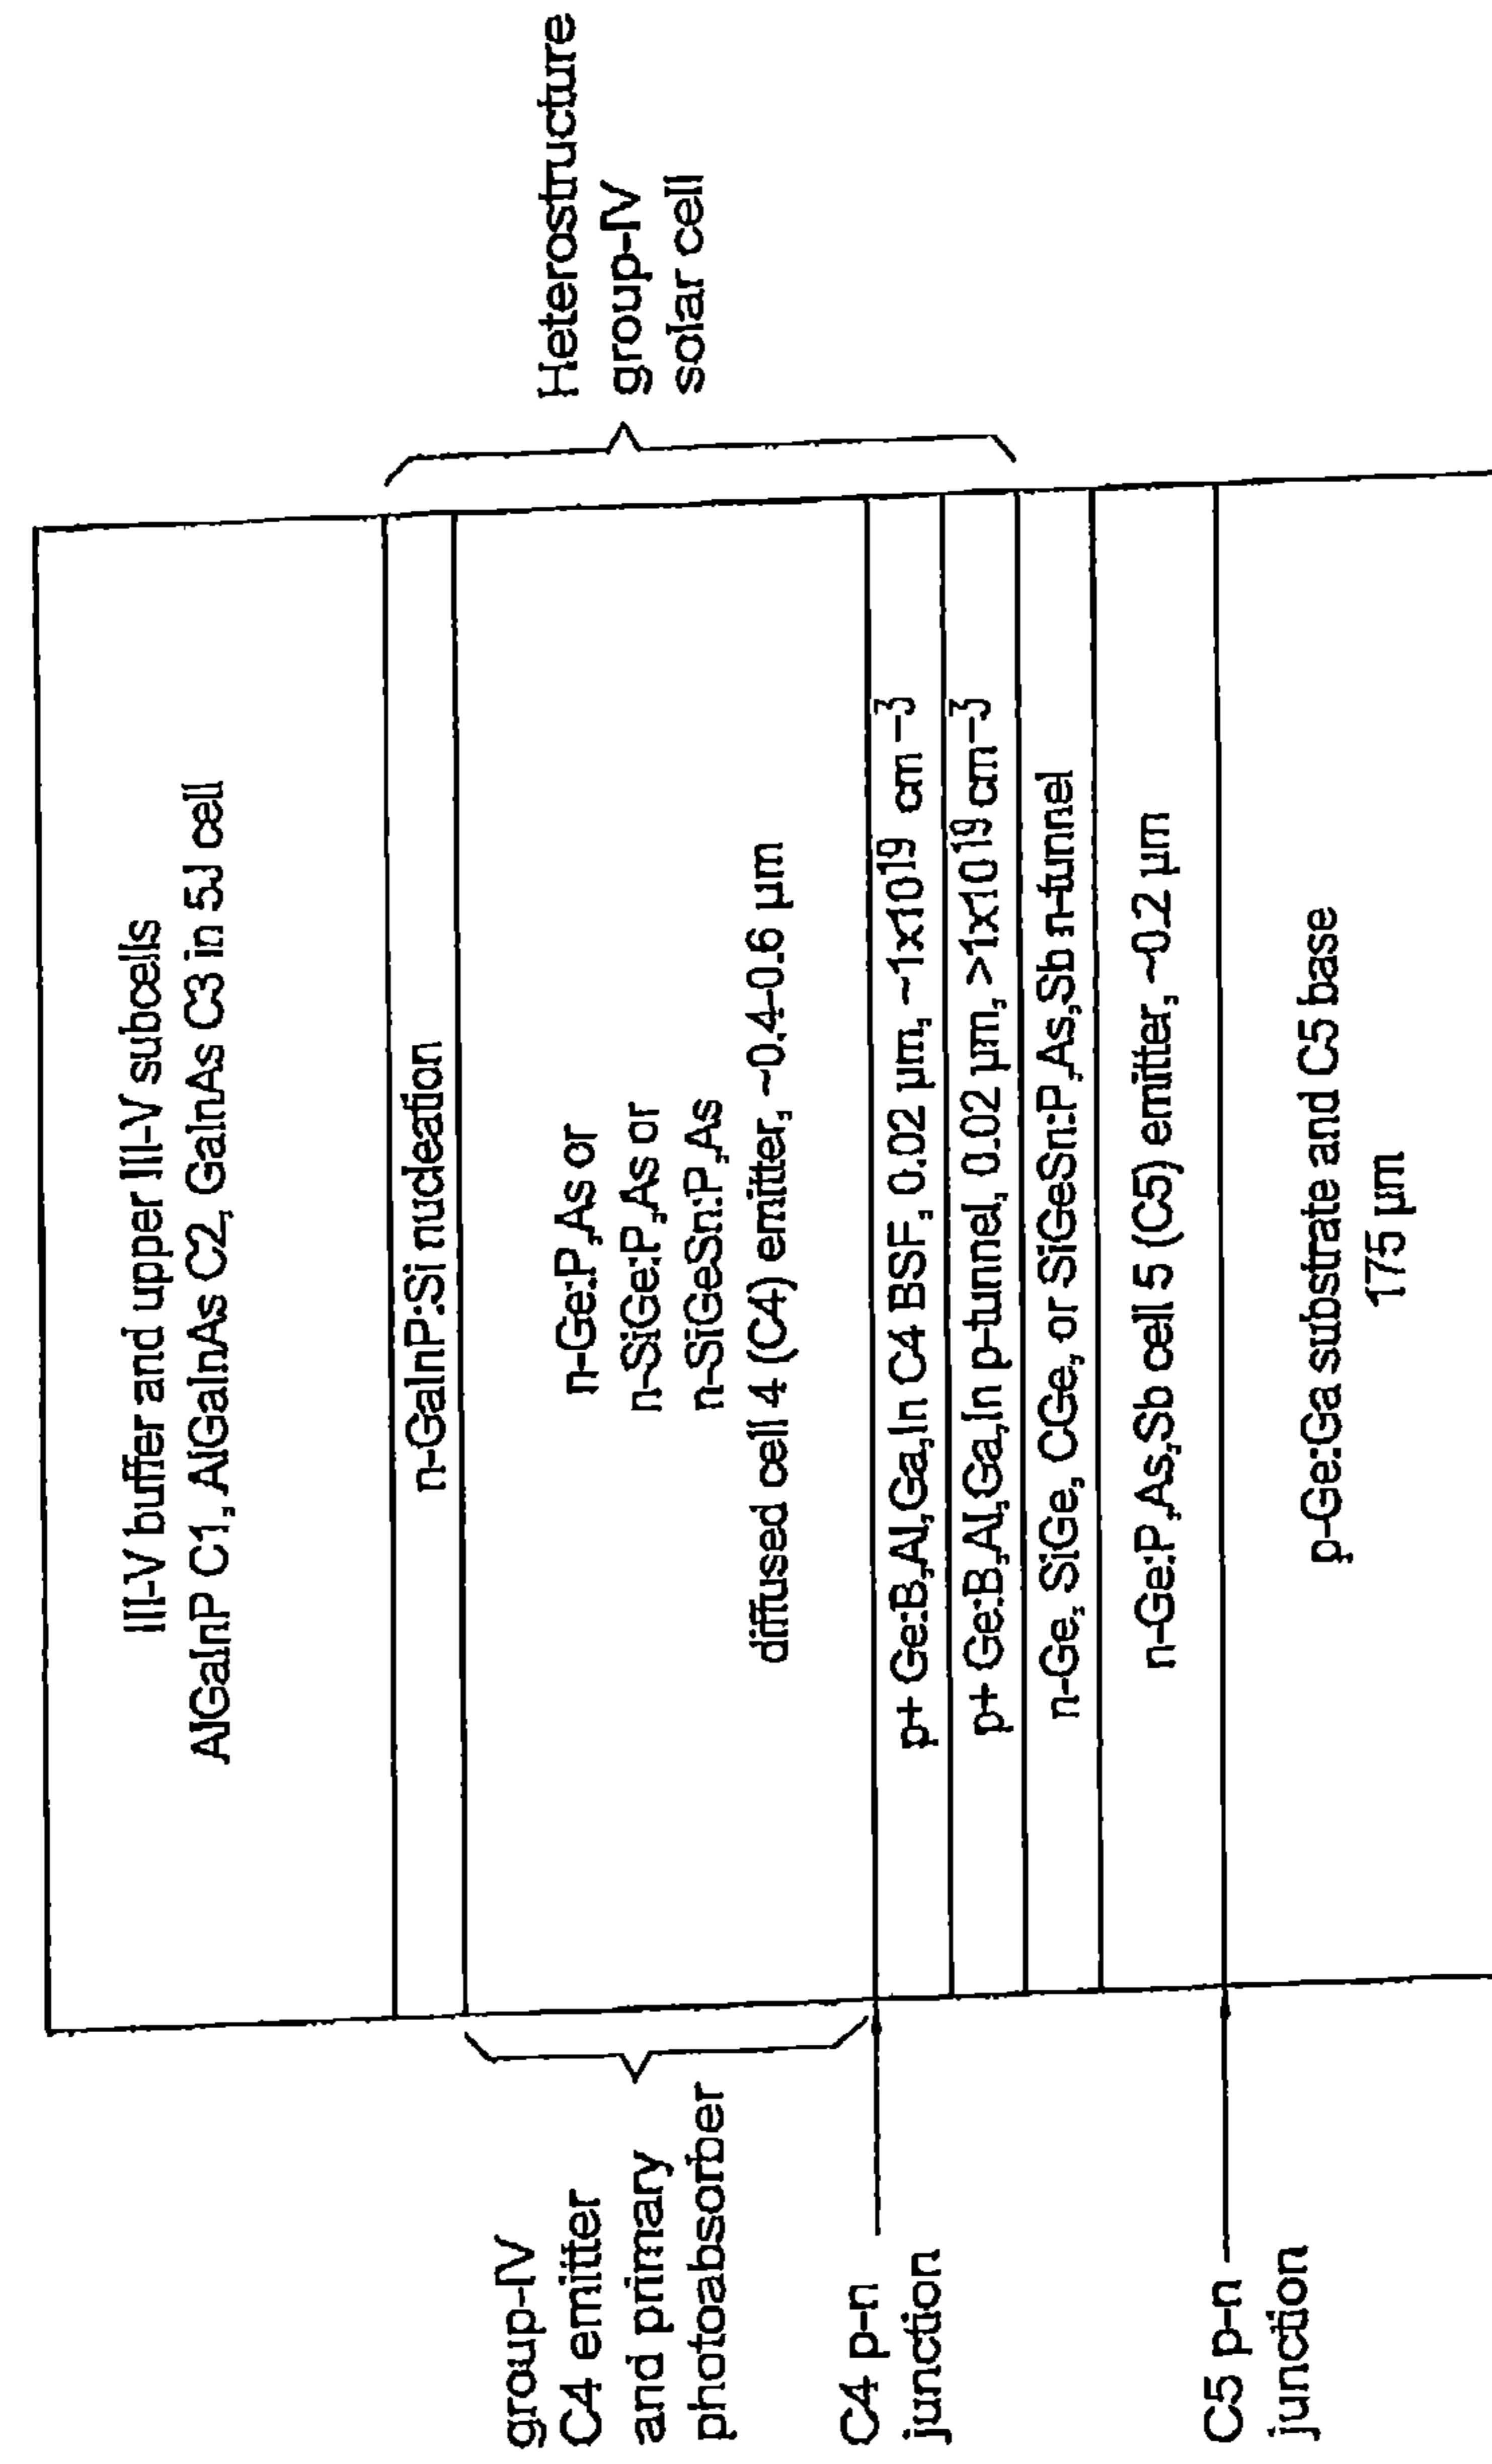 III-V buffer and upper III-V subcells
AlGaInP C1, AlGaInAs C2, GaInAs C3 in 5J cell
n-GaInP:Si nucleation
n-Ge:P,As or
n-SiGe:P,As or
n-SiGeSn:P,As
diffused cell 4 (C4) emitter, ~0.4-0.6 µm
p+ Ge:B,Al,Ga,In C4 BSF, 0.02 µm, ~1x10¹⁹ cm⁻³
p+ Ge:B,Al,Ga,In p-tunnel, 0.02 µm, >1x10¹⁹ cm⁻³
n-Ge, SiGe, CGe, or SiGeSn:P,As,Sb n-tunnel
n-Ge:P,As,Sb cell 5 (C5) emitter, ~0.2 µm
p-Ge:Ga substrate and C5 base
175 µm
group-IV
C4 emitter
and primary
photoabsorber
C4 p-n
junction
C5 p-n
junction
Heterostructure
group-IV
solar cell